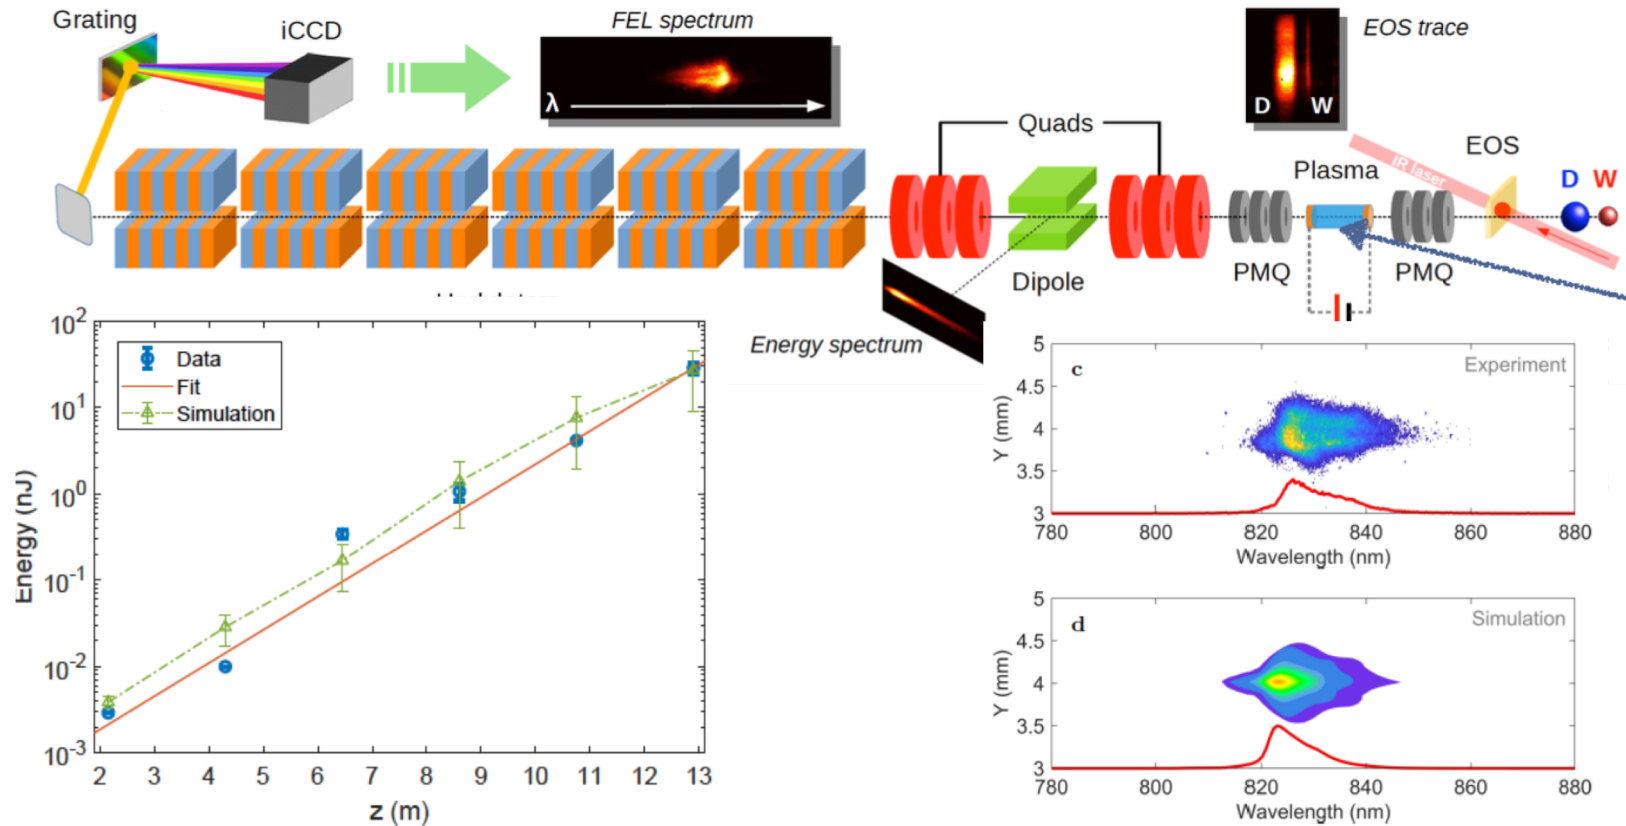 Grating
iCCD
FEL spectrum
λ
EOS trace
D W
Quads
EOS
IR laser
Plasma
D W
PMQ
PMQ
Dipole
Energy spectrum
10²
10¹
10⁰
10⁻¹
10⁻²
10⁻³
Energy (nJ)
Data
Fit
Simulation
2 3 4 5 6 7 8 9 10 11 12 13
z (m)
c
Experiment
5
4.5
4
3.5
3
Y (mm)
780 800 820 840 860 880
Wavelength (nm)
d
Simulation
5
4.5
4
3.5
3
Y (mm)
780 800 820 840 860 880
Wavelength (nm)